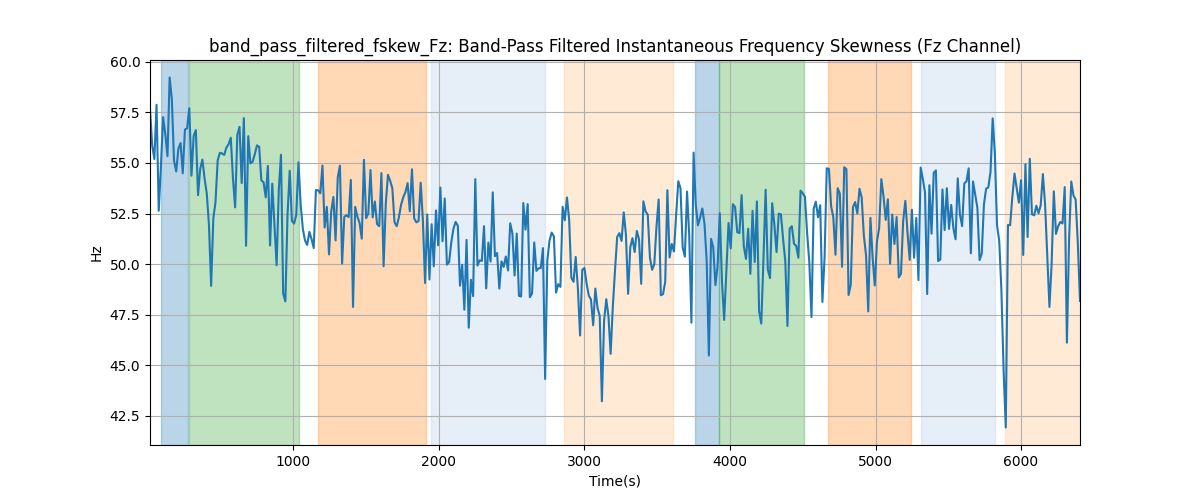 band_pass_filtered_fskew_Fz: Band-Pass Filtered Instantaneous Frequency Skewness (Fz Channel)
60.0
57.5
55.0
52.5
50.0
47.5
45.0
42.5
Hz
1000 2000 3000 4000 5000 6000
Time(s)